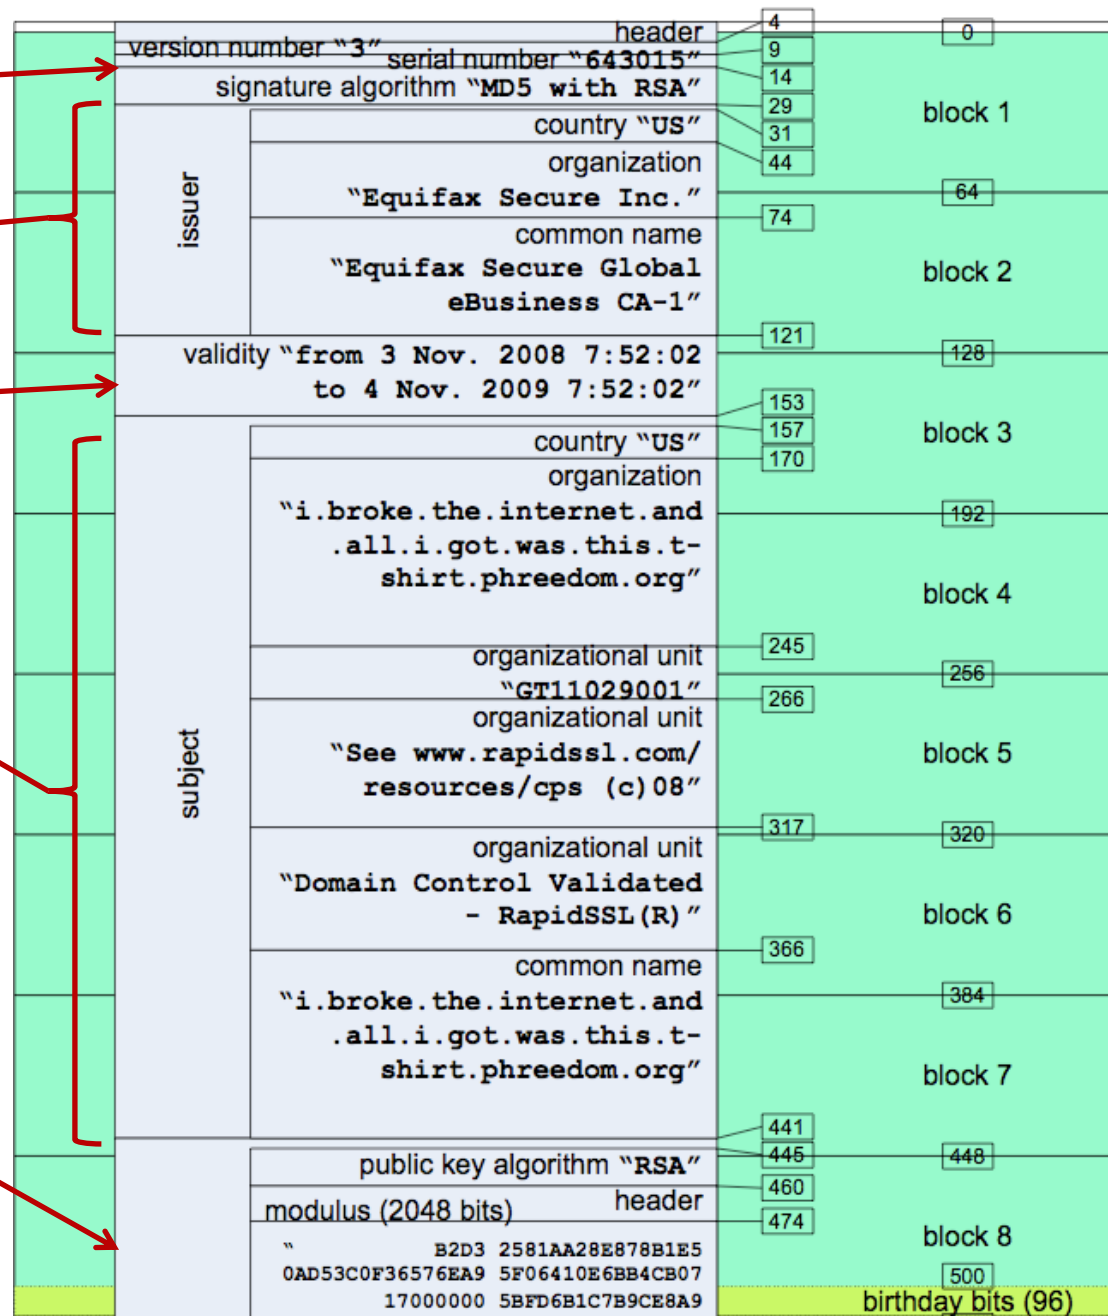 header
4
0
version number "3"
serial number "643015"
9
signature algorithm "MD5 with RSA"
14
29
block 1
issuer
country "US"
31
organization
44
"Equifax Secure Inc."
64
74
common name
"Equifax Secure Global
eBusiness CA-1"
block 2
121
validity "from 3 Nov. 2008 7:52:02
to 4 Nov. 2009 7:52:02"
128
153
subject
country "US"
157
block 3
170
organization
"i.broke.the.internet.and
.all.i.got.was.this.t-
shirt.phreedom.org"
192
block 4
245
organizational unit
"GT11029001"
256
266
organizational unit
"See www.rapidssl.com/
resources/cps (c)08"
block 5
317
320
organizational unit
"Domain Control Validated
- RapidSSL(R)"
block 6
366
common name
"i.broke.the.internet.and
.all.i.got.was.this.t-
shirt.phreedom.org"
384
block 7
441
445
448
public key algorithm "RSA"
460
header
modulus (2048 bits)
474
block 8
" B2D3 2581AA28E878B1E5
0AD53C0F36576EA9 5F06410E6BB4CB07
17000000 5BFD6B1C7B9CE8A9
500
birthday bits (96)